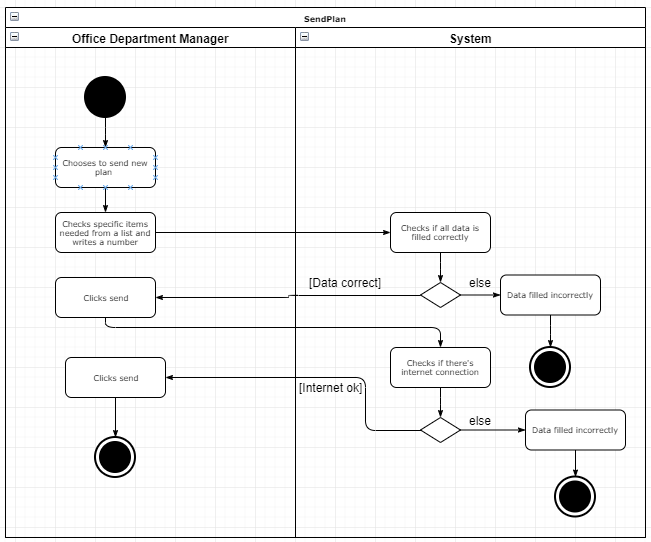 SendPlan
Office Department Manager
System
Chooses to send new
plan
Checks specific items
needed from a list and
writes a number
Checks if all data is
filled correctly
[Data correct]
else
Clicks send
Data filled incorrectly
Checks if there's
internet connection
Clicks send
[Internet ok]
else
Data filled incorrectly